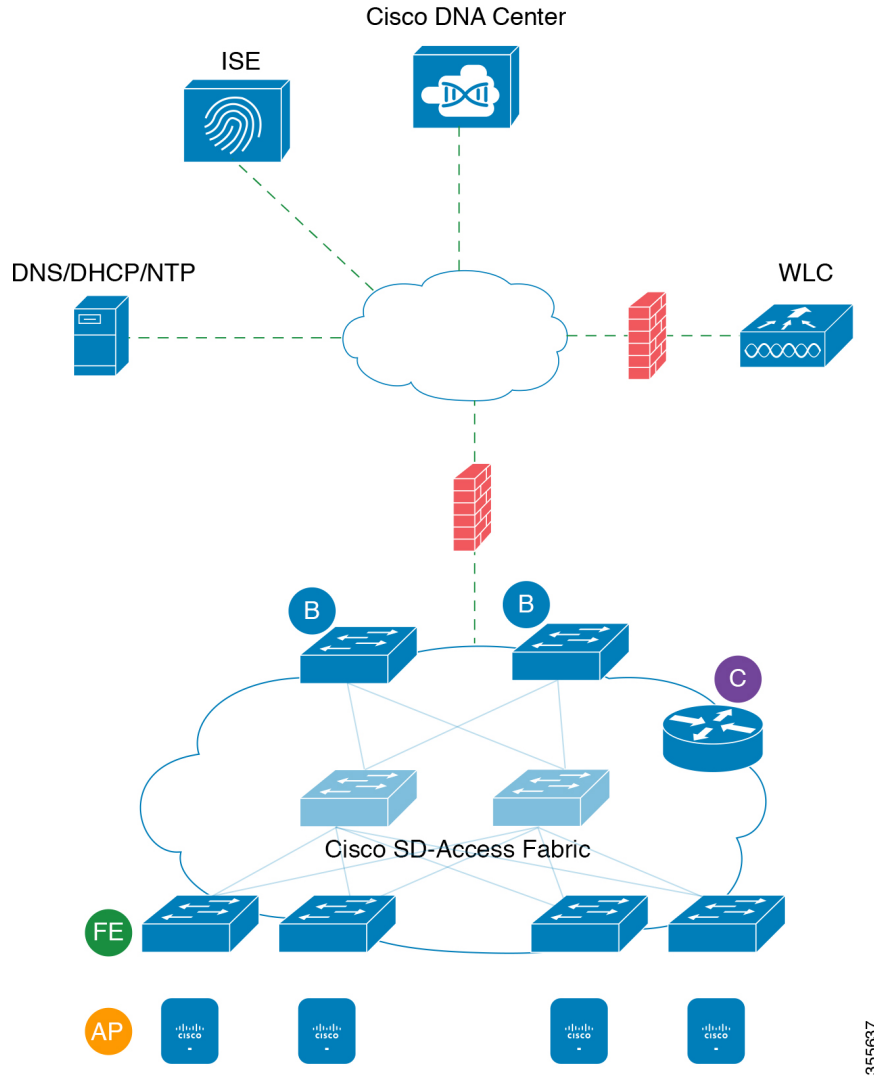 Cisco DNA Center
ISE
DNS/DHCP/NTP
WLC
B
B
C
Cisco SD-Access Fabric
FE
AP
CISCO
CISCO
CISCO
CISCO
355637